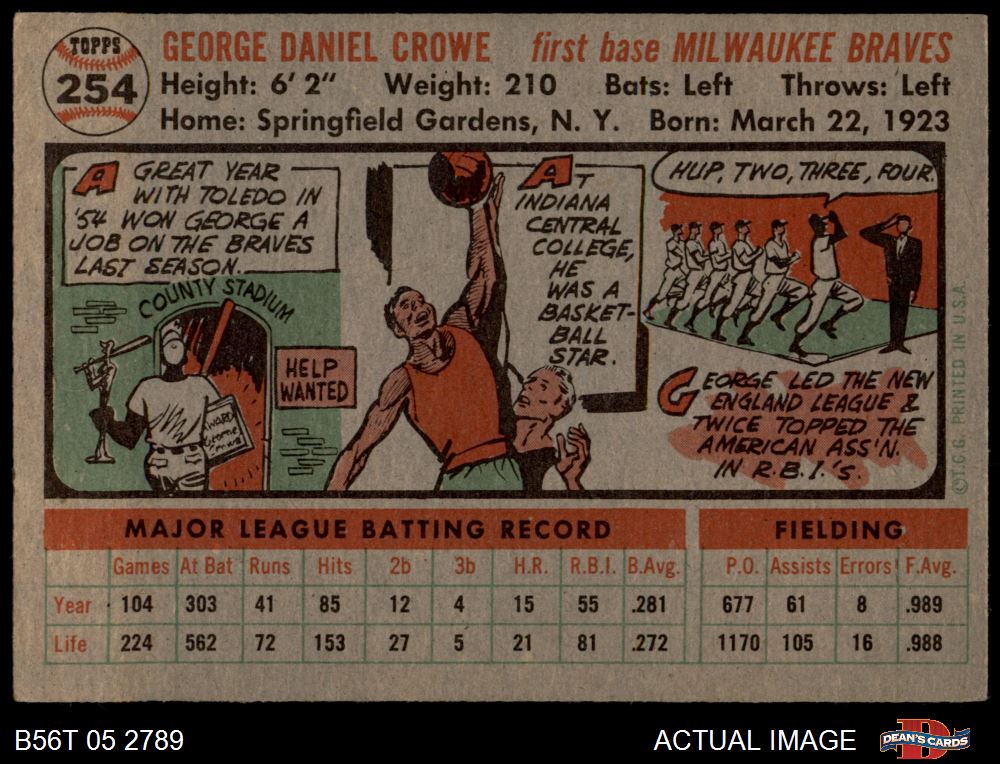 TOPPS
254
GEORGE DANIEL CROWE first base MILWAUKEE BRAVES
Height: 6' 2" Weight: 210 Bats: Left Throws: Left
Home: Springfield Gardens, N. Y. Born: March 22, 1923
A GREAT YEAR
WITH TOLEDO IN
'54 WON GEORGE A
JOB ON THE BRAVES
LAST SEASON.
COUNTY STADIUM
HELP
WANTED
AWARD
George
Crowe
AT
INDIANA
CENTRAL
COLLEGE,
HE
WAS A
BASKET-
BALL
STAR.
HUP, TWO, THREE, FOUR.
GEORGE LED THE NEW
ENGLAND LEAGUE &
TWICE TOPPED THE
AMERICAN ASS'N.
IN R.B.I.'s.
©T.C.G. PRINTED IN U.S.A.
MAJOR LEAGUE BATTING RECORD FIELDING
Games At Bat Runs Hits 2b 3b H.R. R.B.I. B.Avg. P.O. Assists Errors F.Avg.
Year 104 303 41 85 12 4 15 55 .281 677 61 8 .989
Life 224 562 72 153 27 5 21 81 .272 1170 105 16 .988
B56T 05 2789 ACTUAL IMAGE DEAN'S CARDS